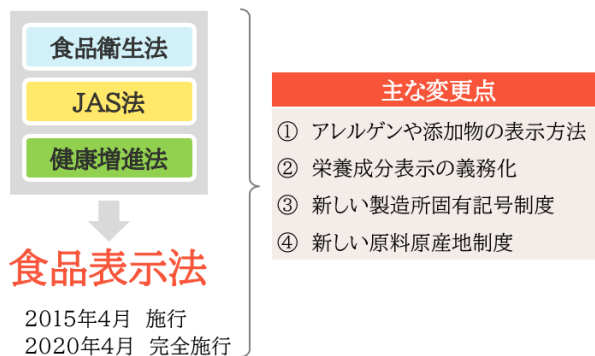 食品衛生法
JAS法
健康増進法
食品表示法
2015年4月 施行
2020年4月 完全施行
主な変更点
① アレルゲンや添加物の表示方法
② 栄養成分表示の義務化
③ 新しい製造所固有記号制度
④ 新しい原料原産地制度